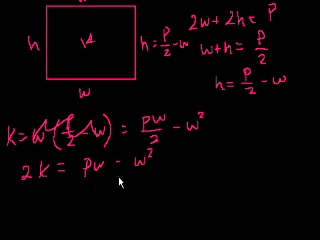 w
2w + 2h = P
h
K
h = P/2 - w
w + h = P/2
w
h = P/2 - w
K = w (P/2 - w) = Pw/2 - w²
2K = Pw - w²